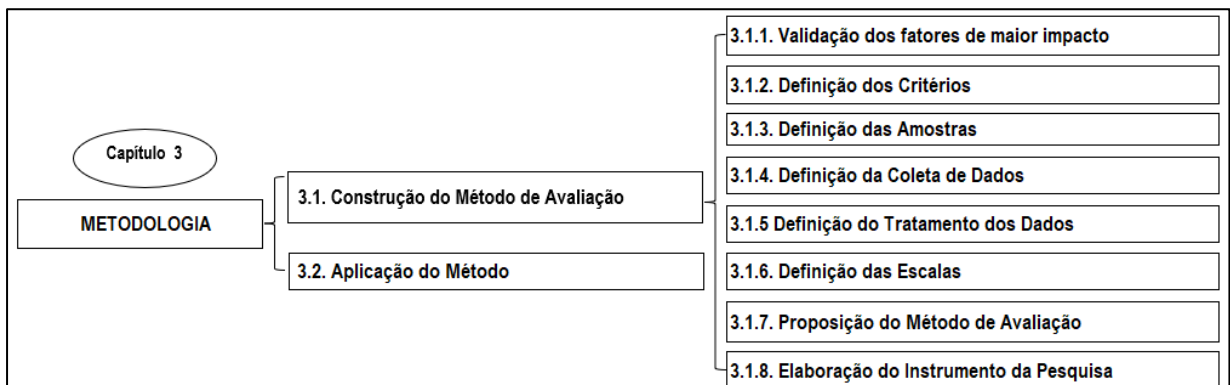 Capítulo 3
METODOLOGIA
3.1. Construção do Método de Avaliação
3.2. Aplicação do Método
3.1.1. Validação dos fatores de maior impacto
3.1.2. Definição dos Critérios
3.1.3. Definição das Amostras
3.1.4. Definição da Coleta de Dados
3.1.5 Definição do Tratamento dos Dados
3.1.6. Definição das Escalas
3.1.7. Proposição do Método de Avaliação
3.1.8. Elaboração do Instrumento da Pesquisa